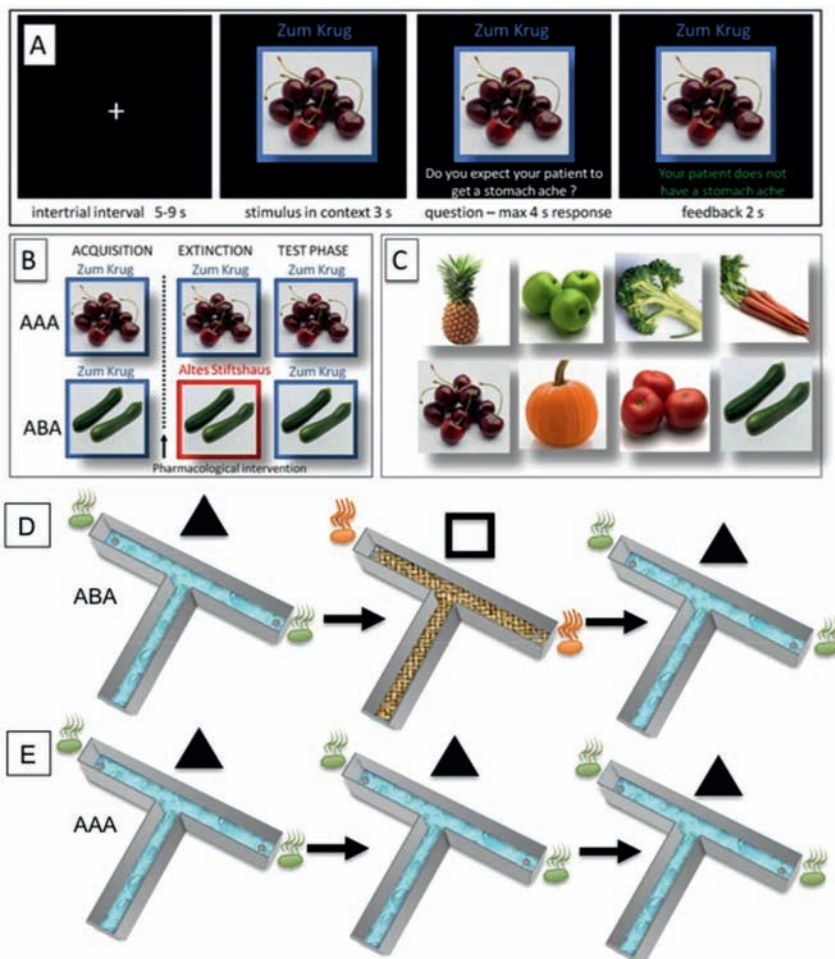 A
Zum Krug
Zum Krug
Zum Krug
Do you expect your patient to
get a stomach ache ?
Your patient does not
have a stomach ache
intertrial interval 5-9 s
stimulus in context 3 s
question – max 4 s response
feedback 2 s
B
ACQUISITION
EXTINCTION
TEST PHASE
Zum Krug
Zum Krug
Zum Krug
AAA
Zum Krug
Altes Stiftshaus
Zum Krug
ABA
Pharmacological intervention
C
D
ABA
E
AAA